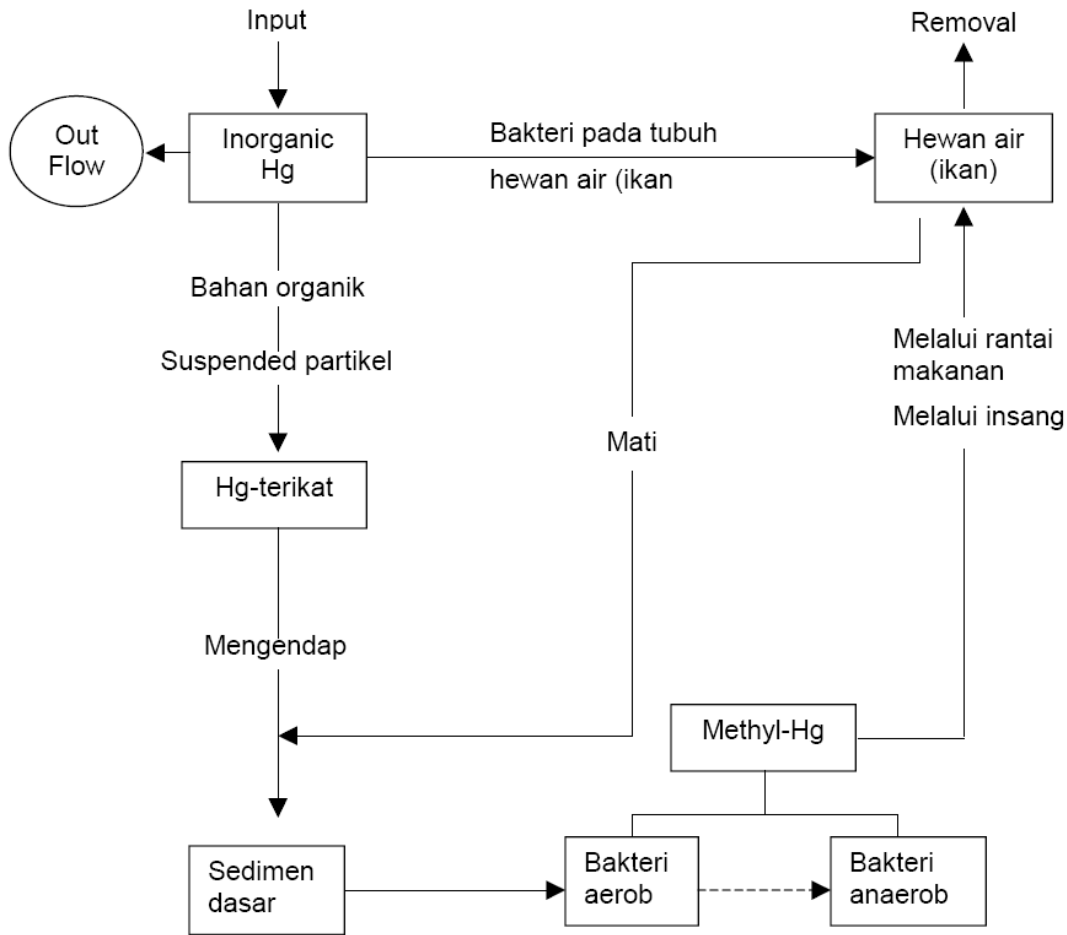 Input
Removal
Out
Flow
Inorganic
Hg
Bakteri pada tubuh
hewan air (ikan
Hewan air
(ikan)
Bahan organik
Suspended partikel
Melalui rantai
makanan
Melalui insang
Mati
Hg-terikat
Mengendap
Methyl-Hg
Sedimen
dasar
Bakteri
aerob
Bakteri
anaerob